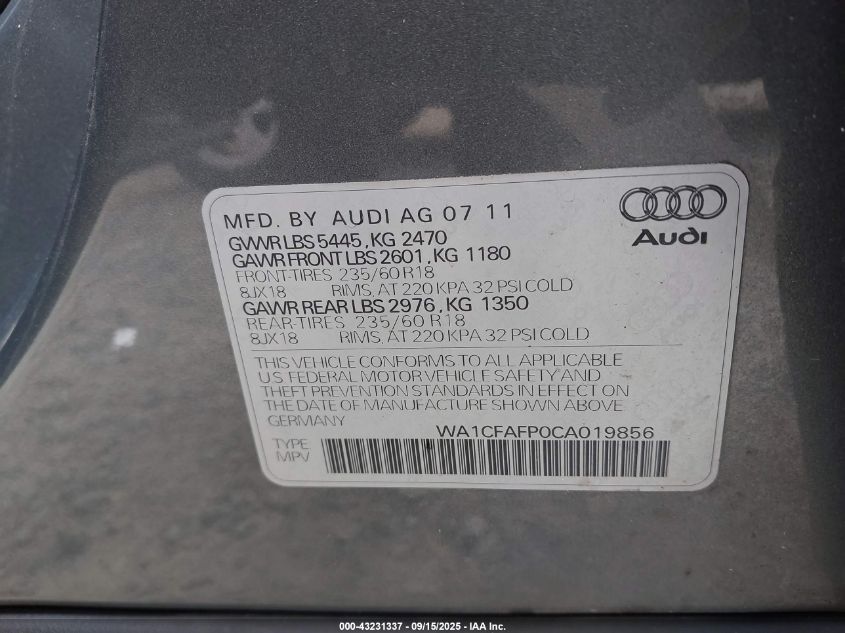 MFD. BY AUDI AG 07 11
Audi
GVWR LBS 5445, KG 2470
GAWR FRONT LBS 2601, KG 1180
FRONT-TIRES 235/60 R18
8JX18 RIMS, AT 220 KPA 32 PSI COLD
GAWR REAR LBS 2976, KG 1350
REAR-TIRES 235/60 R18
8JX18 RIMS, AT 220 KPA 32 PSI COLD
THIS VEHICLE CONFORMS TO ALL APPLICABLE
U.S FEDERAL MOTOR VEHICLE SAFETY AND
THEFT PREVENTION STANDARDS IN EFFECT ON
THE DATE OF MANUFACTURE SHOWN ABOVE
GERMANY WA1CFAFP0CA019856
TYPE
MPV
000-43231337 - 09/15/2025 - IAA Inc.